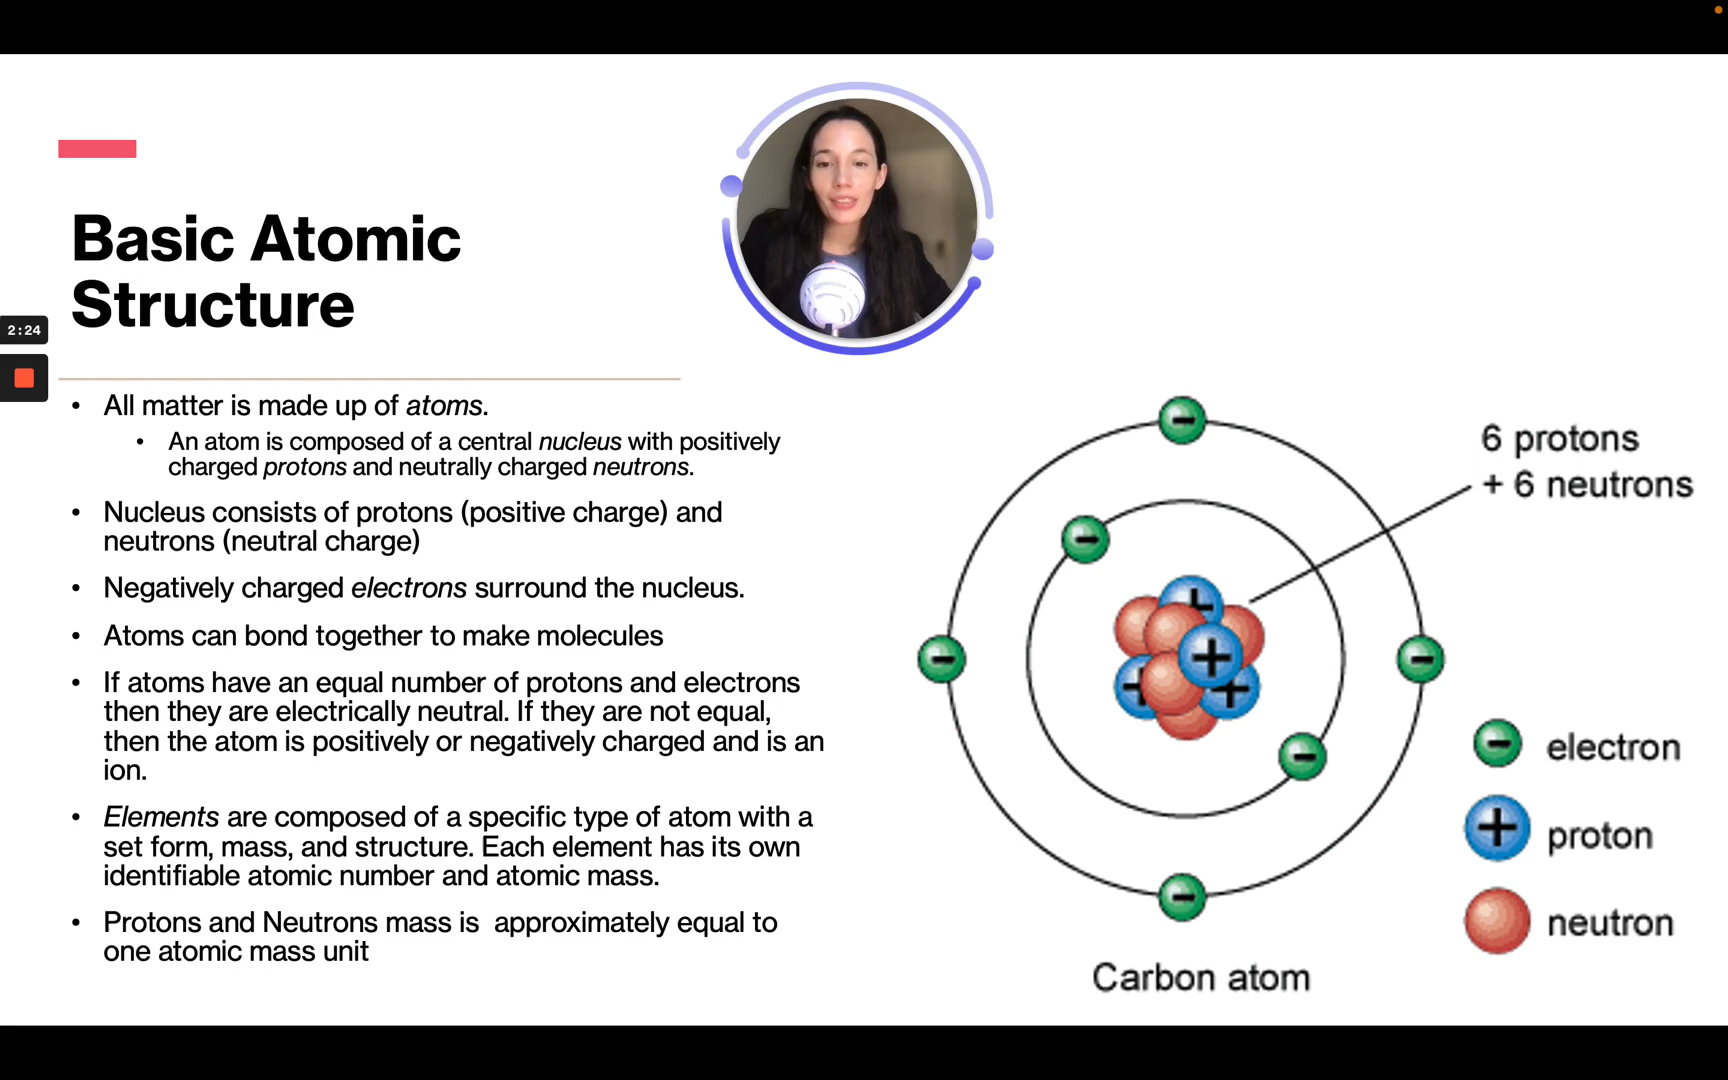 Basic Atomic
Structure
2:24
• All matter is made up of atoms.
• An atom is composed of a central nucleus with positively
charged protons and neutrally charged neutrons.
• Nucleus consists of protons (positive charge) and
neutrons (neutral charge)
• Negatively charged electrons surround the nucleus.
• Atoms can bond together to make molecules
• If atoms have an equal number of protons and electrons
then they are electrically neutral. If they are not equal,
then the atom is positively or negatively charged and is an
ion.
• Elements are composed of a specific type of atom with a
set form, mass, and structure. Each element has its own
identifiable atomic number and atomic mass.
• Protons and Neutrons mass is  approximately equal to
one atomic mass unit
6 protons
+ 6 neutrons
electron
proton
neutron
Carbon atom